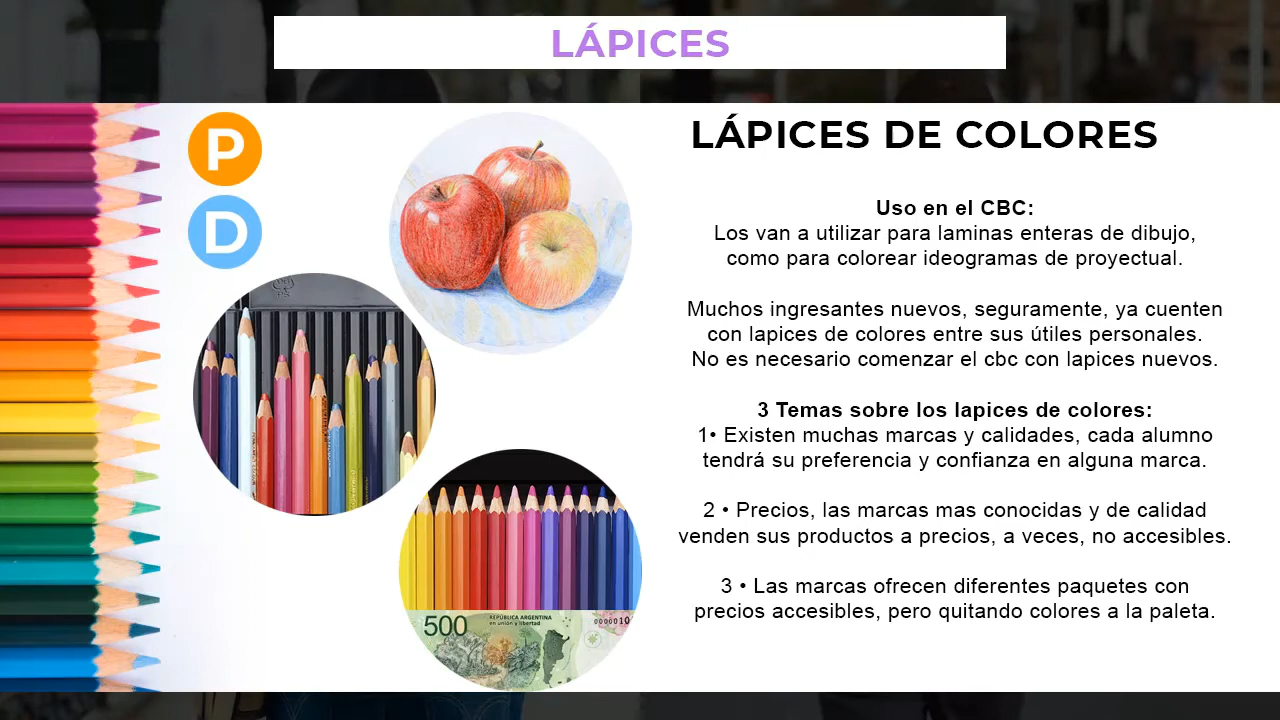 LÁPICES
P
D
LÁPICES DE COLORES
Uso en el CBC:
Los van a utilizar para laminas enteras de dibujo,
como para colorear ideogramas de proyectual.
Muchos ingresantes nuevos, seguramente, ya cuenten
con lapices de colores entre sus útiles personales.
No es necesario comenzar el cbc con lapices nuevos.
3 Temas sobre los lapices de colores:
1• Existen muchas marcas y calidades, cada alumno
tendrá su preferencia y confianza en alguna marca.
2 • Precios, las marcas mas conocidas y de calidad
venden sus productos a precios, a veces, no accesibles.
3 • Las marcas ofrecen diferentes paquetes con
precios accesibles, pero quitando colores a la paleta.
500
REPÚBLICA ARGENTINA
en unión y libertad